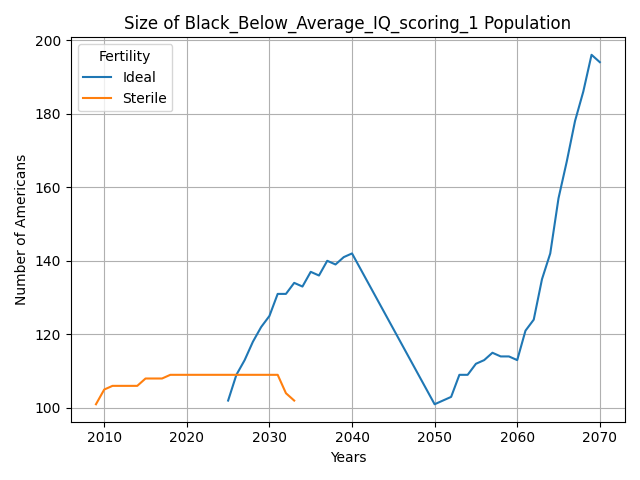 Size of Black_Below_Average_IQ_scoring_1 Population
Fertility
Ideal
Sterile
Number of Americans
200
180
160
140
120
100
2010 2020 2030 2040 2050 2060 2070
Years